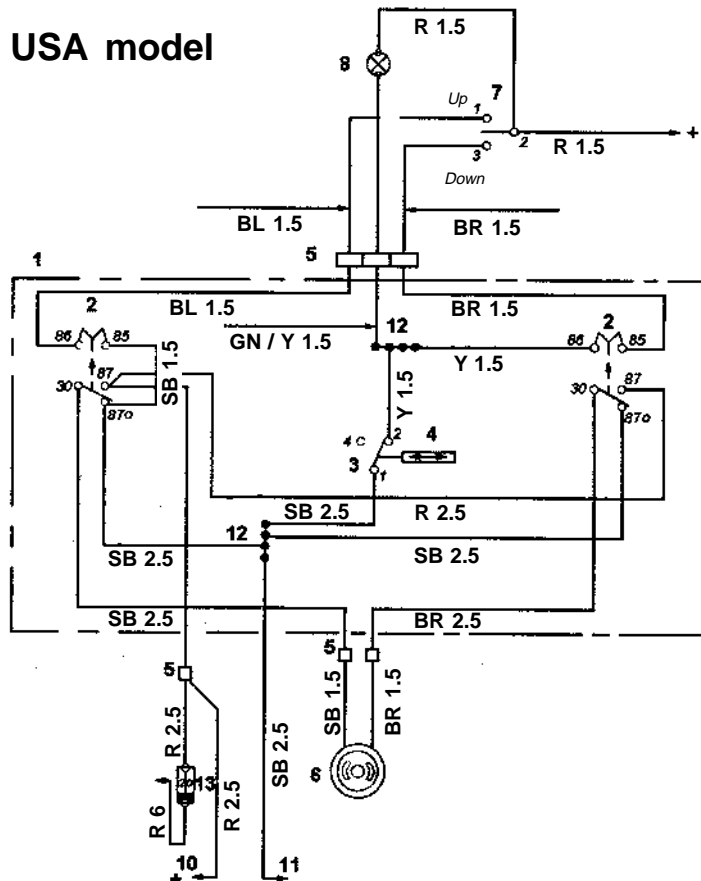 USA model
R 1.5
8
7
Up
1
2
+
R 1.5
3
Down
BL 1.5
BR 1.5
5
1
BL 1.5
BR 1.5
2
2
GN / Y 1.5
12
86
85
Y 1.5
86
85
SB 1.5
30
87
87a
Y 1.5
30
87
87a
4
2
4
3
1
SB 2.5
R 2.5
12
SB 2.5
SB 2.5
SB 2.5
BR 2.5
5
5
R 2.5
SB 2.5
SB 1.5
BR 1.5
6
13
R 6
R 2.5
10
+
11